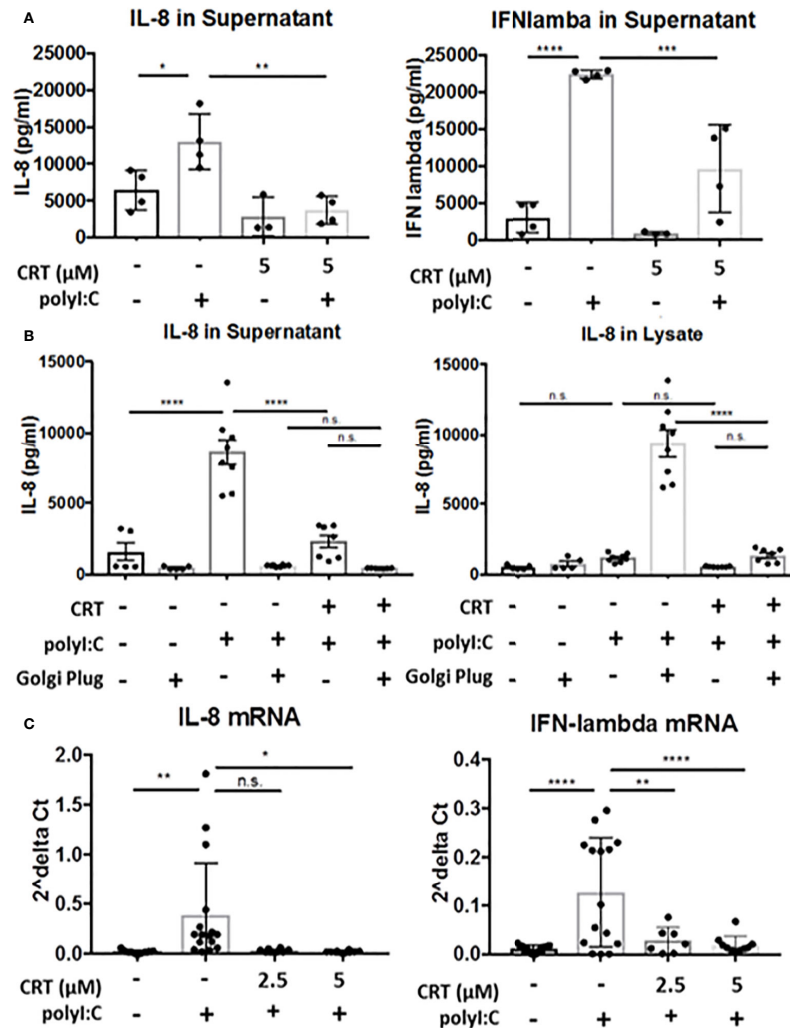 A
IL-8 in Supernatant
IL-8 (pg/ml)
25000
20000
15000
10000
5000
0
*
**
CRT (µM) - - 5 5
polyI:C - + - +
IFNlamba in Supernatant
IFN lambda (pg/ml)
25000
20000
15000
10000
5000
0
****
***
- - 5 5
- + - +
B
IL-8 in Supernatant
IL-8 (pg/ml)
15000
10000
5000
0
****
****
n.s.
n.s.
CRT - - - - + +
polyI:C - - + + + +
Golgi Plug - + - + - +
IL-8 in Lysate
IL-8 (pg/ml)
15000
10000
5000
0
n.s.
n.s.
****
n.s.
CRT - - - - + +
polyI:C - - + + + +
Golgi Plug - + - + - +
C
IL-8 mRNA
2^delta Ct
2.0
1.5
1.0
0.5
0.0
**
*
n.s.
CRT (µM) - - 2.5 5
polyI:C - + + +
IFN-lambda mRNA
2^delta Ct
0.4
0.3
0.2
0.1
0.0
****
****
**
CRT (µM) - - 2.5 5
polyI:C - + + +